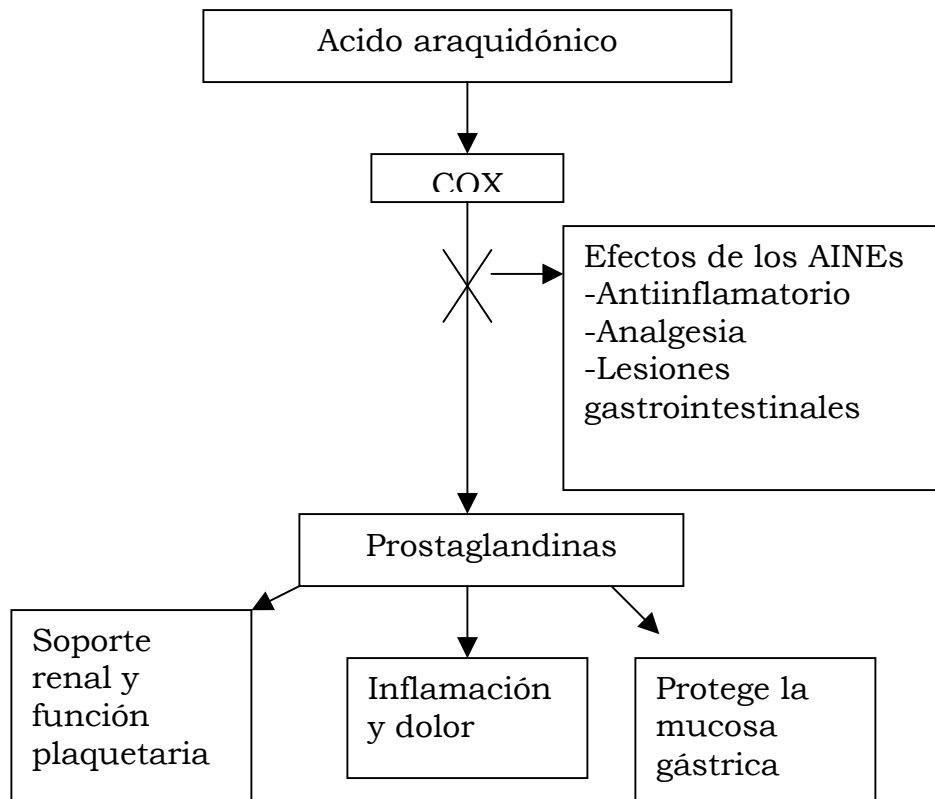 Acido araquidónico
COX
Efectos de los AINEs
-Antiinflamatorio
-Analgesia
-Lesiones
gastrointestinales
Prostaglandinas
Soporte
renal y
función
plaquetaria
Inflamación
y dolor
Protege la
mucosa
gástrica